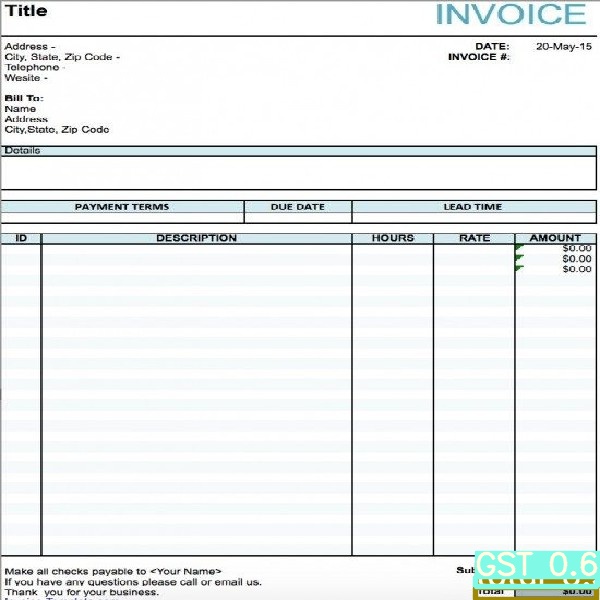 Title
INVOICE
Address -
City, State, Zip Code -
Telephone -
Wesite -
DATE: 20-May-15
INVOICE #:
Bill To:
Name
Address
City,State, Zip Code
Details
PAYMENT TERMS DUE DATE LEAD TIME
ID DESCRIPTION HOURS RATE AMOUNT
$0.00
$0.00
$0.00
Make all checks payable to <Your Name>
If you have any questions please call or email us.
Thank you for your business.
GST 0.6
Total $0.00